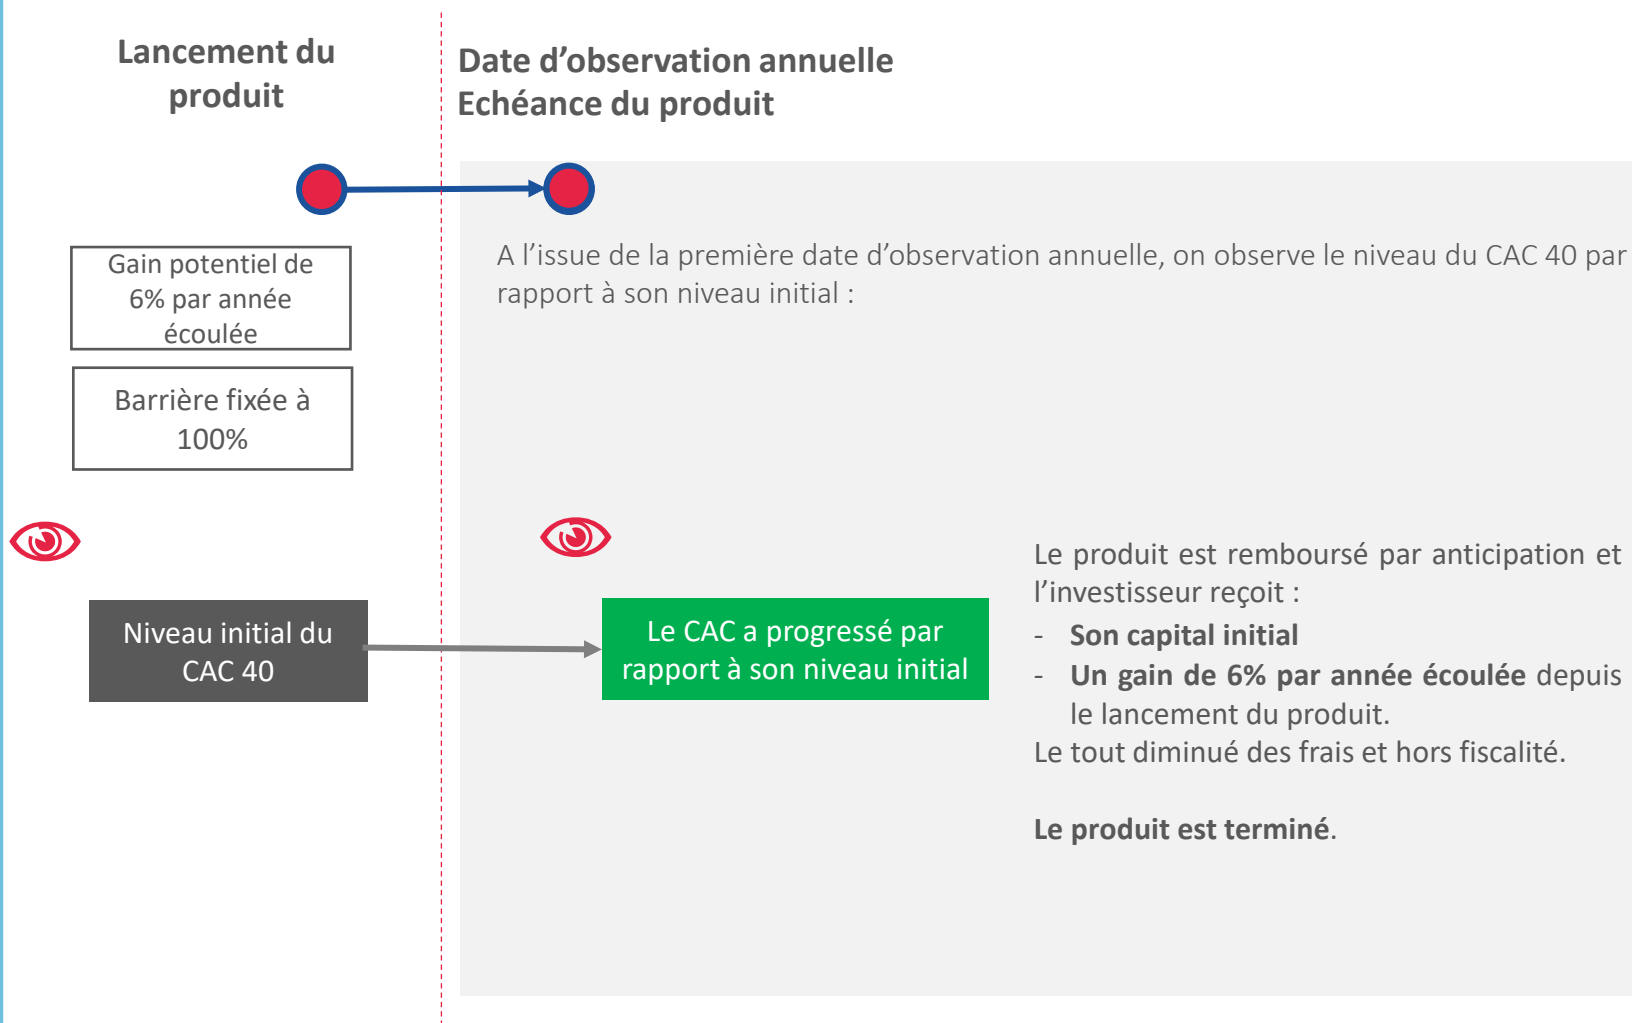 Lancement du
produit
Date d’observation annuelle
Echéance du produit
Gain potentiel de
6% par année
écoulée
Barrière fixée à
100%
A l’issue de la première date d’observation annuelle, on observe le niveau du CAC 40 par
rapport à son niveau initial :
Niveau initial du
CAC 40
Le CAC a progressé par
rapport à son niveau initial
Le produit est remboursé par anticipation et
l’investisseur reçoit :
- Son capital initial
- Un gain de 6% par année écoulée depuis
le lancement du produit.
Le tout diminué des frais et hors fiscalité.
Le produit est terminé.